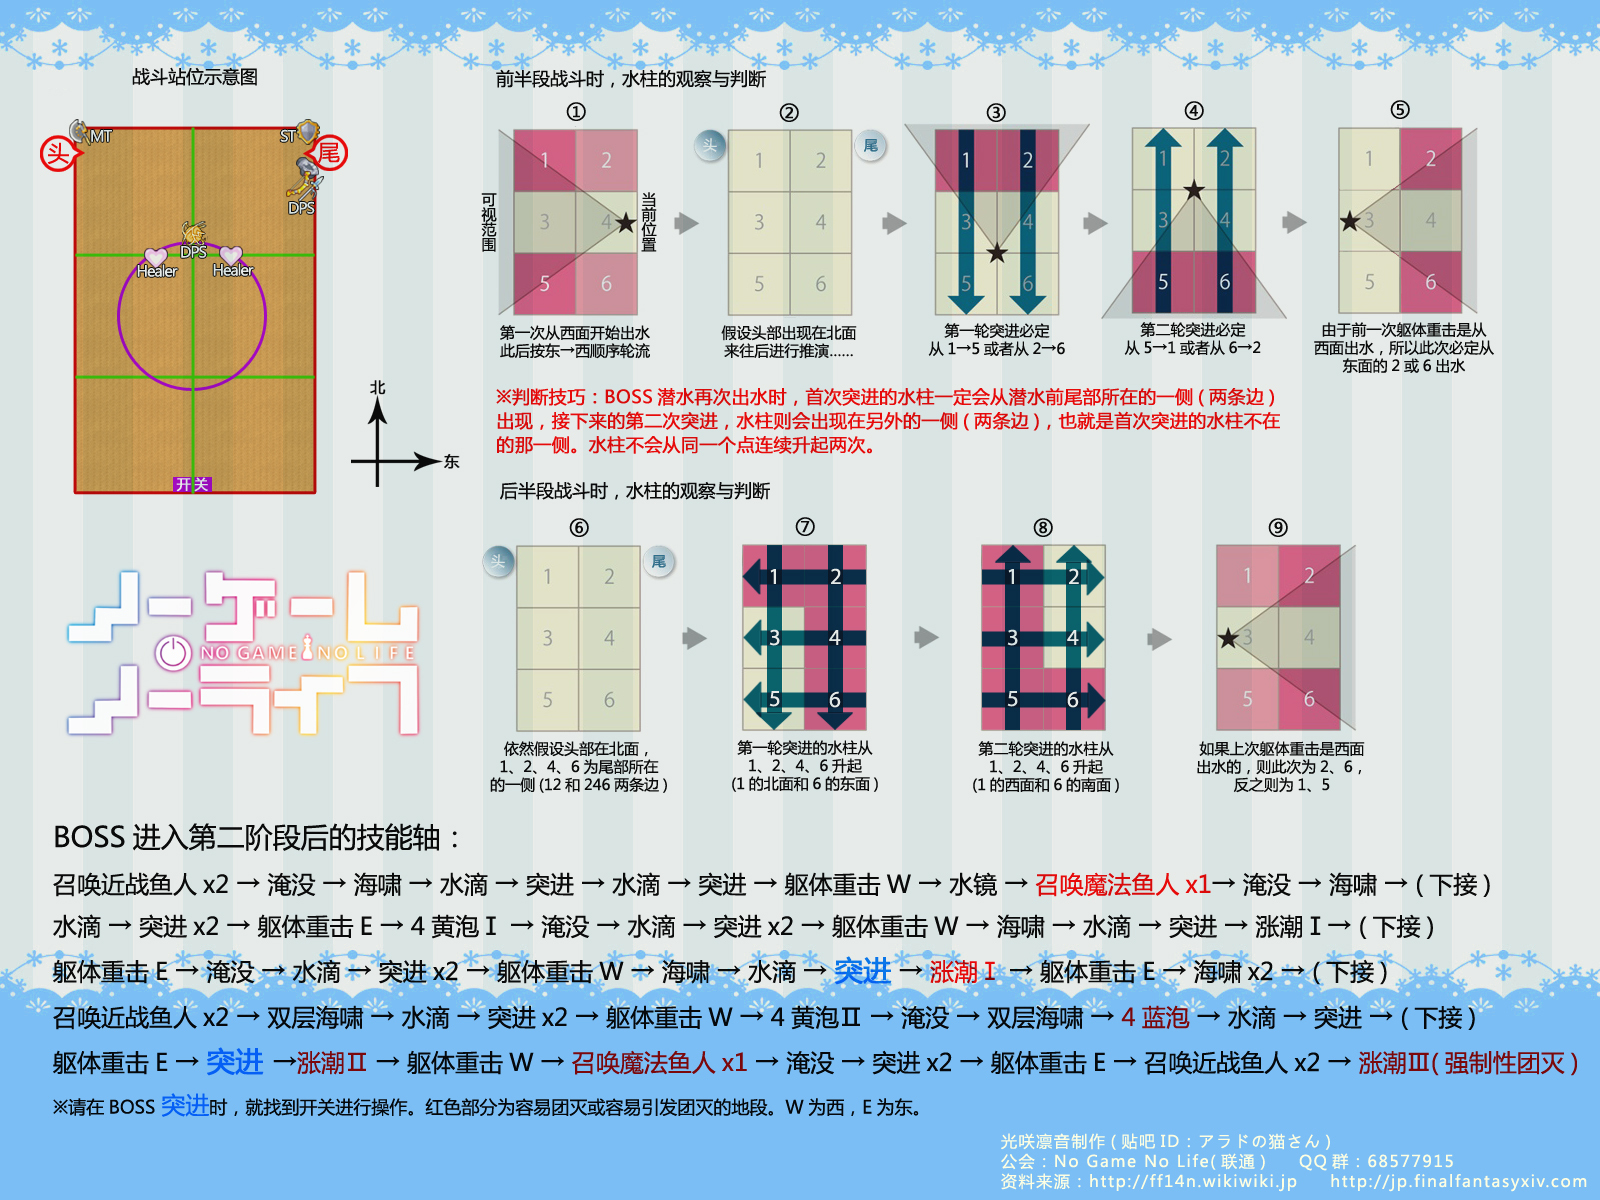 战斗站位示意图
MT
ST
头
尾
DPS
DPS
Healer
Healer
开关
北
东
NO GAME NO LIFE
前半段战斗时，水柱的观察与判断
①
1 2
3 4
5 6
可视范围
当前位置
第一次从西面开始出水
此后按东→西顺序轮流
②
头
尾
1 2
3 4
5 6
假设头部出现在北面
来往后进行推演……
③
1 2
3 4
5 6
第一轮突进必定
从 1→5 或者从 2→6
④
1 2
3 4
5 6
第二轮突进必定
从 5→1 或者从 6→2
⑤
1 2
3 4
5 6
由于前一次躯体重击是从
西面出水，所以此次必定从
东面的 2 或 6 出水
※判断技巧：BOSS 潜水再次出水时，首次突进的水柱一定会从潜水前尾部所在的一侧 ( 两条边 )
出现，接下来的第二次突进，水柱则会出现在另外的一侧 ( 两条边 )，也就是首次突进的水柱不在
的那一侧。水柱不会从同一个点连续升起两次。
后半段战斗时，水柱的观察与判断
⑥
头
尾
1 2
3 4
5 6
依然假设头部在北面，
1、2、4、6 为尾部所在
的一侧 (12 和 246 两条边 )
⑦
1 2
3 4
5 6
第一轮突进的水柱从
1、2、4、6 升起
(1 的北面和 6 的东面 )
⑧
1 2
3 4
5 6
第二轮突进的水柱从
1、2、4、6 升起
(1 的西面和 6 的南面 )
⑨
1 2
3 4
5 6
如果上次躯体重击是西面
出水的，则此次为 2、6，
反之则为 1、5
BOSS 进入第二阶段后的技能轴：
召唤近战鱼人 x2 → 淹没 → 海啸 → 水滴 → 突进 → 水滴 → 突进 → 躯体重击 W → 水镜 → 召唤魔法鱼人 x1→ 淹没 → 海啸 → ( 下接 )
水滴 → 突进 x2 → 躯体重击 E → 4 黄泡Ⅰ → 淹没 → 水滴 → 突进 x2 → 躯体重击 W → 海啸 → 水滴 → 突进 → 涨潮Ⅰ→ ( 下接 )
躯体重击 E → 淹没 → 水滴 → 突进 x2 → 躯体重击 W → 海啸 → 水滴 → 突进 → 涨潮Ⅰ → 躯体重击 E → 海啸 x2 → ( 下接 )
召唤近战鱼人 x2 → 双层海啸 → 水滴 → 突进 x2 → 躯体重击 W → 4 黄泡Ⅱ → 淹没 → 双层海啸 → 4 蓝泡 → 水滴 → 突进 → ( 下接 )
躯体重击 E → 突进 →涨潮Ⅱ → 躯体重击 W → 召唤魔法鱼人 x1 → 淹没 → 突进 x2 → 躯体重击 E → 召唤近战鱼人 x2 → 涨潮Ⅲ( 强制性团灭 )
※请在 BOSS 突进时，就找到开关进行操作。红色部分为容易团灭或容易引发团灭的地段。W 为西，E 为东。
光咲凛音制作 ( 贴吧 ID：アラドの猫さん )
公会：No Game No Life( 联通 ) QQ 群：68577915
资料来源：http://ff14n.wikiwiki.jp http://jp.finalfantasyxiv.com